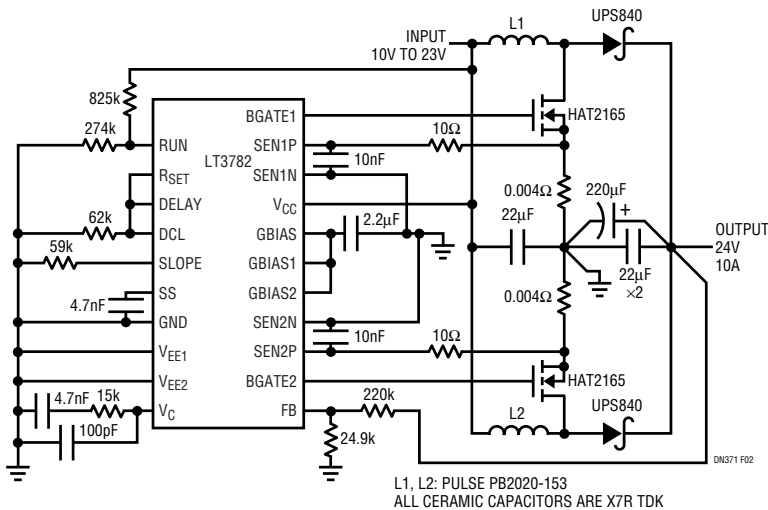 UPS840
L1
INPUT
10V TO 23V
825k
BGATE1
HAT2165
274k
10Ω
RUN
SEN1P
LT3782
10nF
RSET
SEN1N
0.004Ω
220µF
DELAY
VCC
+
62k
2.2µF
22µF
DCL
GBIAS
OUTPUT
24V
10A
59k
SLOPE
GBIAS1
22µF
×2
SS
GBIAS2
4.7nF
0.004Ω
GND
SEN2N
10nF
VEE1
SEN2P
10Ω
VEE2
BGATE2
HAT2165
4.7nF
15k
220k
UPS840
VC
FB
L2
100pF
24.9k
DN371 F02
L1, L2: PULSE PB2020-153
ALL CERAMIC CAPACITORS ARE X7R TDK